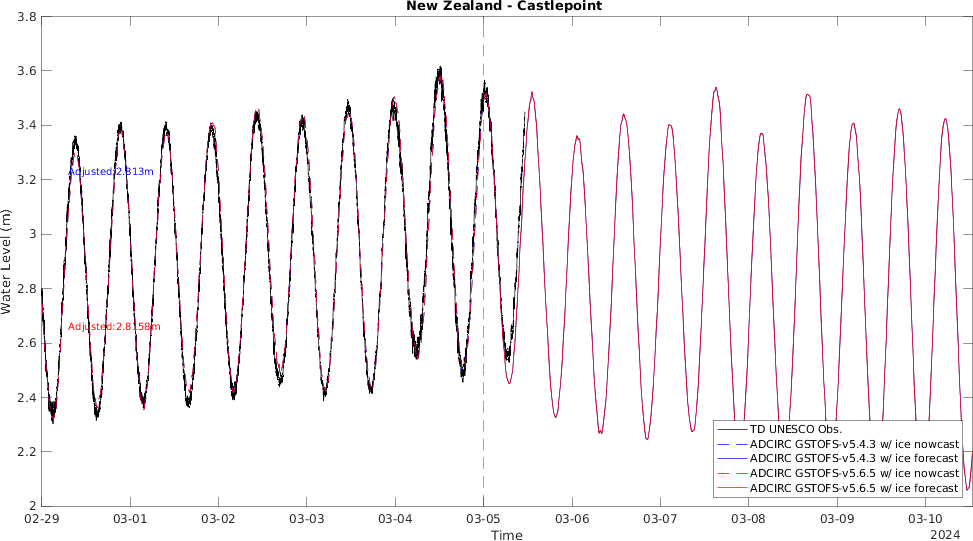 New Zealand - Castlepoint
3.8
3.6
3.4
3.2
3
2.8
2.6
2.4
2.2
2
Water Level (m)
Adjusted:2.813m
Adjusted:2.8158m
TD UNESCO Obs.
ADCIRC GSTOFS-v5.4.3 w/ ice nowcast
ADCIRC GSTOFS-v5.4.3 w/ ice forecast
ADCIRC GSTOFS-v5.6.5 w/ ice nowcast
ADCIRC GSTOFS-v5.6.5 w/ ice forecast
02-29 03-01 03-02 03-03 03-04 03-05 03-06 03-07 03-08 03-09 03-10
Time
2024